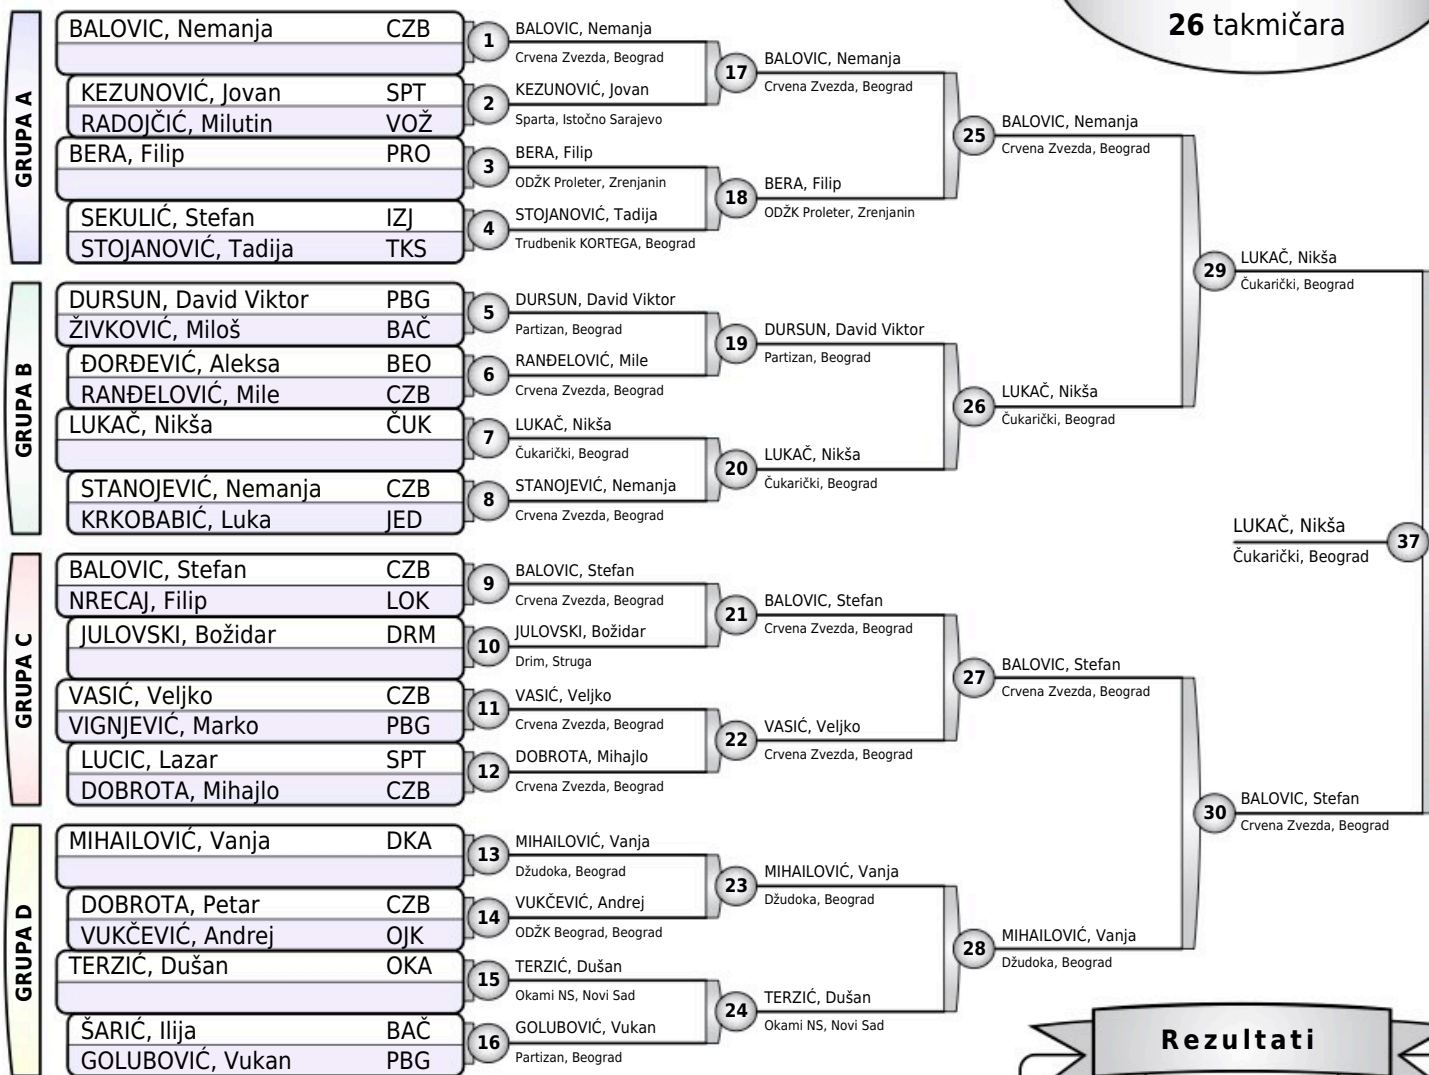 26 takmičara
GRUPA A
BALOVIC, Nemanja CZB
KEZUNOVIĆ, Jovan SPT
RADOJČIĆ, Milutin VOŽ
BERA, Filip PRO
SEKULIĆ, Stefan IZJ
STOJANOVIĆ, Tadija TKS
GRUPA B
DURSUN, David Viktor PBG
ŽIVKOVIĆ, Miloš BAČ
ĐORĐEVIĆ, Aleksa BEO
RANĐELOVIĆ, Mile CZB
LUKAČ, Nikša ČUK
STANOJEVIĆ, Nemanja CZB
KRKOBABIĆ, Luka JED
GRUPA C
BALOVIC, Stefan CZB
NRECAJ, Filip LOK
JULOVSKI, Božidar DRM
VASIĆ, Veljko CZB
VIGNJEVIĆ, Marko PBG
LUCIC, Lazar SPT
DOBROTA, Mihajlo CZB
GRUPA D
MIHAILOVIĆ, Vanja DKA
DOBROTA, Petar CZB
VUKČEVIĆ, Andrej OJK
TERZIĆ, Dušan OKA
ŠARIĆ, Ilija BAČ
GOLUBOVIĆ, Vukan PBG
1 BALOVIC, Nemanja
Crvena Zvezda, Beograd
2 KEZUNOVIĆ, Jovan
Sparta, Istočno Sarajevo
3 BERA, Filip
ODŽK Proleter, Zrenjanin
4 STOJANOVIĆ, Tadija
Trudbenik KORTEGA, Beograd
5 DURSUN, David Viktor
Partizan, Beograd
6 RANĐELOVIĆ, Mile
Crvena Zvezda, Beograd
7 LUKAČ, Nikša
Čukarički, Beograd
8 STANOJEVIĆ, Nemanja
Crvena Zvezda, Beograd
9 BALOVIC, Stefan
Crvena Zvezda, Beograd
10 JULOVSKI, Božidar
Drim, Struga
11 VASIĆ, Veljko
Crvena Zvezda, Beograd
12 DOBROTA, Mihajlo
Crvena Zvezda, Beograd
13 MIHAILOVIĆ, Vanja
Džudoka, Beograd
14 VUKČEVIĆ, Andrej
ODŽK Beograd, Beograd
15 TERZIĆ, Dušan
Okami NS, Novi Sad
16 GOLUBOVIĆ, Vukan
Partizan, Beograd
17 BALOVIC, Nemanja
Crvena Zvezda, Beograd
18 BERA, Filip
ODŽK Proleter, Zrenjanin
19 DURSUN, David Viktor
Partizan, Beograd
20 LUKAČ, Nikša
Čukarički, Beograd
21 BALOVIC, Stefan
Crvena Zvezda, Beograd
22 VASIĆ, Veljko
Crvena Zvezda, Beograd
23 MIHAILOVIĆ, Vanja
Džudoka, Beograd
24 TERZIĆ, Dušan
Okami NS, Novi Sad
25 BALOVIC, Nemanja
Crvena Zvezda, Beograd
26 LUKAČ, Nikša
Čukarički, Beograd
27 BALOVIC, Stefan
Crvena Zvezda, Beograd
28 MIHAILOVIĆ, Vanja
Džudoka, Beograd
29 LUKAČ, Nikša
Čukarički, Beograd
30 BALOVIC, Stefan
Crvena Zvezda, Beograd
LUKAČ, Nikša 37
Čukarički, Beograd
Rezultati